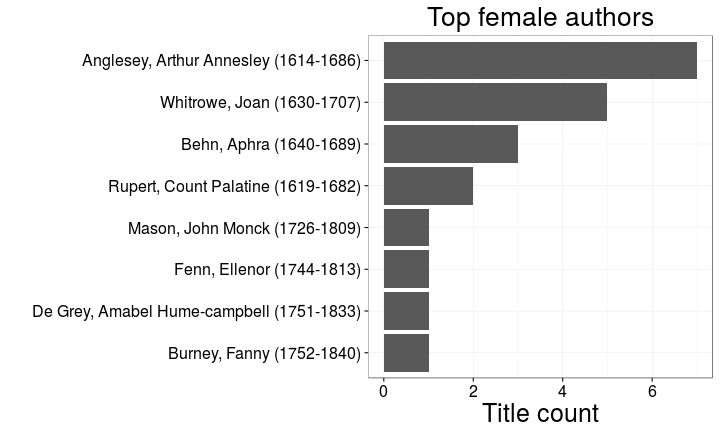 Top female authors
Anglesey, Arthur Annesley (1614-1686)
Whitrowe, Joan (1630-1707)
Behn, Aphra (1640-1689)
Rupert, Count Palatine (1619-1682)
Mason, John Monck (1726-1809)
Fenn, Ellenor (1744-1813)
De Grey, Amabel Hume-campbell (1751-1833)
Burney, Fanny (1752-1840)
0 2 4 6
Title count